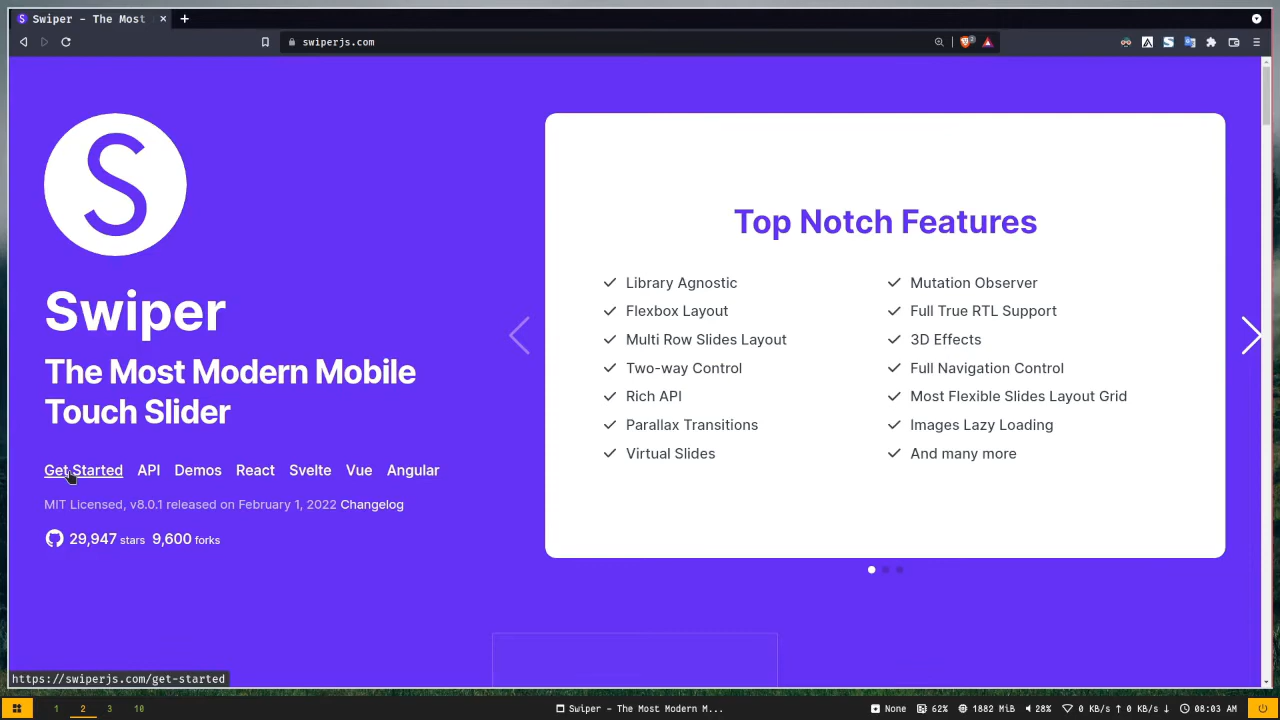 Swiper - The Most
swiperjs.com
2
S
Swiper
The Most Modern Mobile
Touch Slider
Get Started API Demos React Svelte Vue Angular
MIT Licensed, v8.0.1 released on February 1, 2022 Changelog
29,947 stars 9,600 forks
Top Notch Features
Library Agnostic
Flexbox Layout
Multi Row Slides Layout
Two-way Control
Rich API
Parallax Transitions
Virtual Slides
Mutation Observer
Full True RTL Support
3D Effects
Full Navigation Control
Most Flexible Slides Layout Grid
Images Lazy Loading
And many more
https://swiperjs.com/get-started
1 2 3 10
Swiper - The Most Modern M...
None 62% 1882 MiB 28% 0 KB/s ↑ 0 KB/s ↓ 08:03 AM